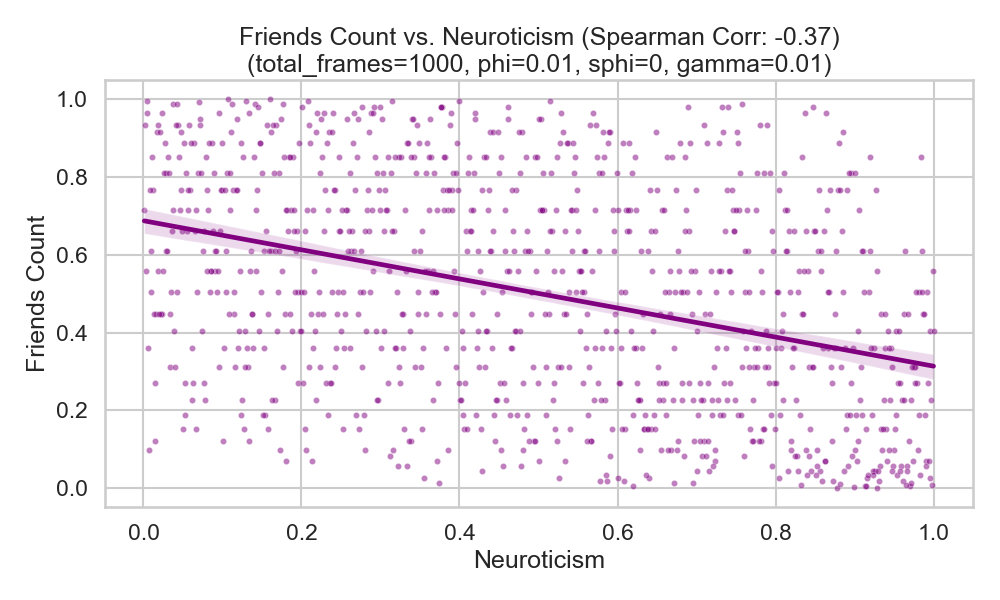 Friends Count vs. Neuroticism (Spearman Corr: -0.37)
(total_frames=1000, phi=0.01, sphi=0, gamma=0.01)
Friends Count
1.0
0.8
0.6
0.4
0.2
0.0
0.0 0.2 0.4 0.6 0.8 1.0
Neuroticism